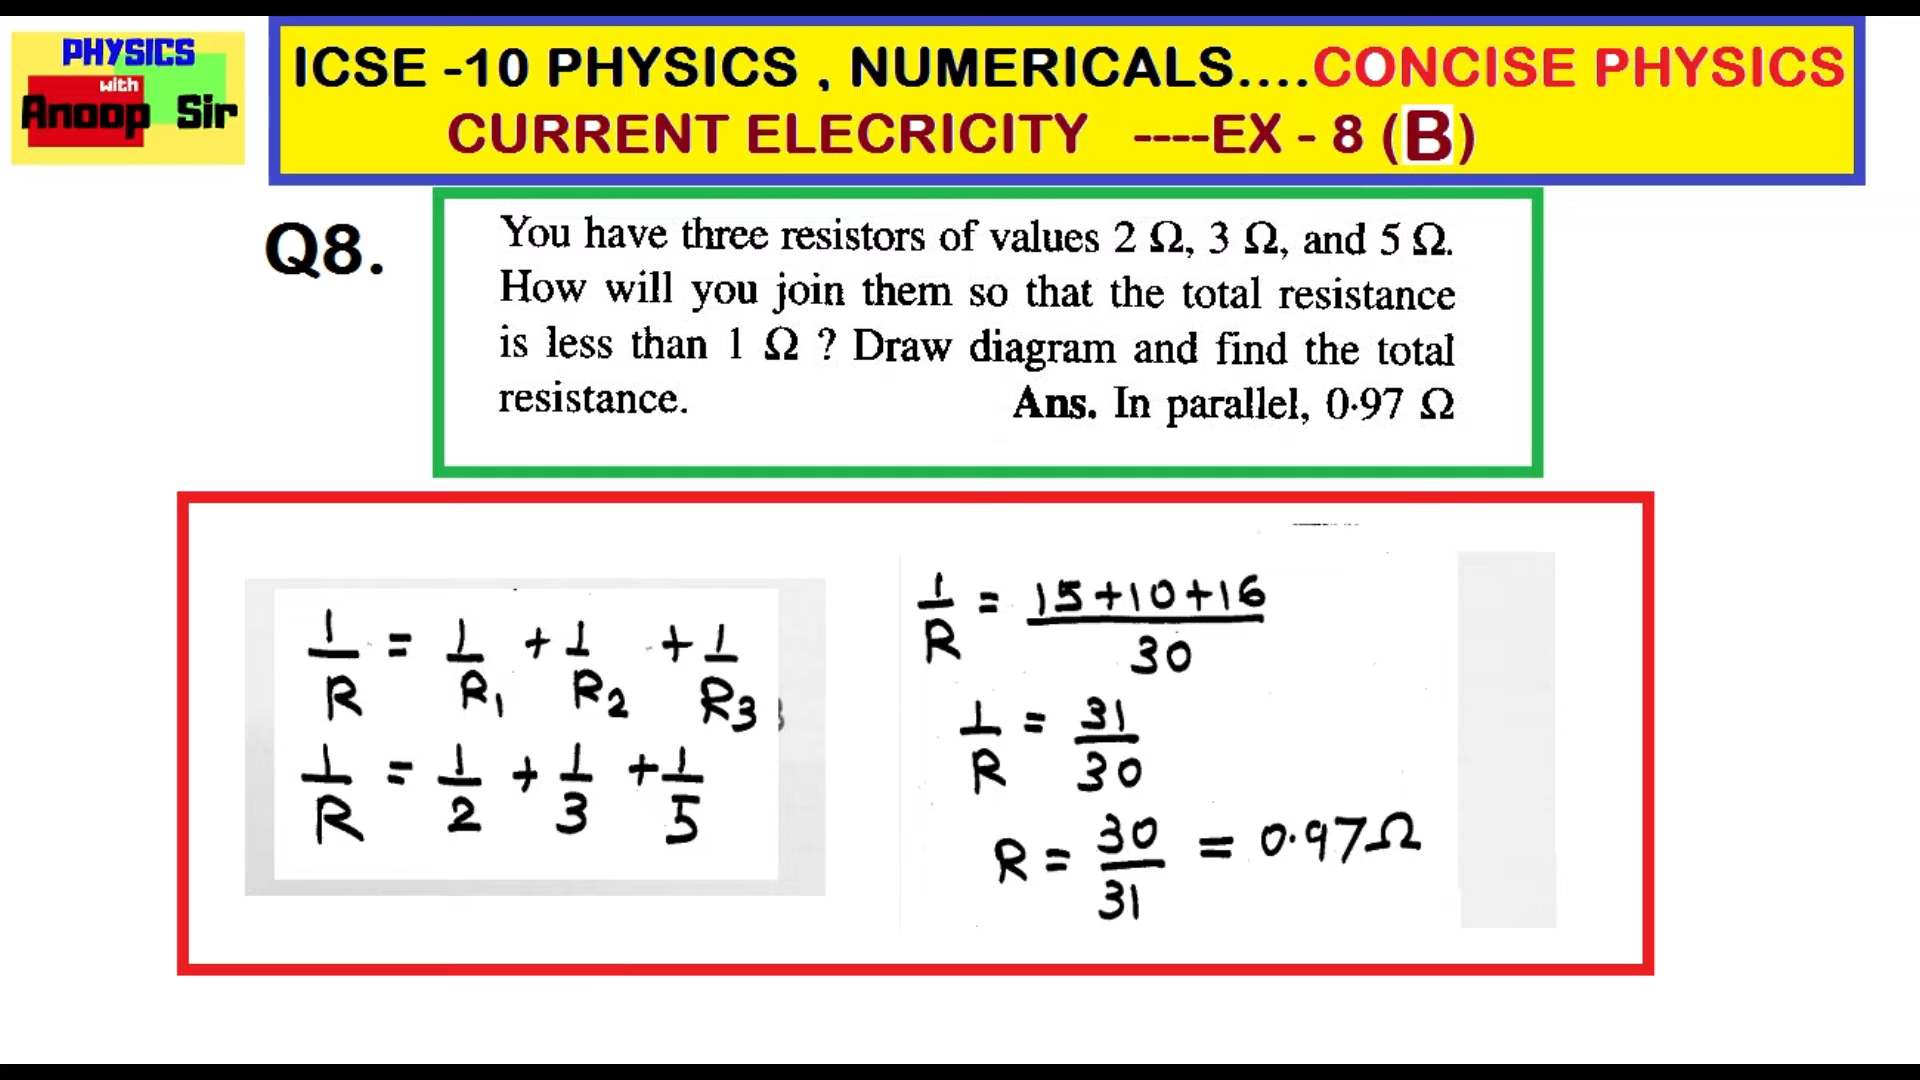 PHYSICS
with
Anoop Sir
ICSE -10 PHYSICS , NUMERICALS....CONCISE PHYSICS
CURRENT ELECRICITY ----EX - 8 (B)
Q8.
You have three resistors of values 2 Ω, 3 Ω, and 5 Ω.
How will you join them so that the total resistance
is less than 1 Ω ? Draw diagram and find the total
resistance. Ans. In parallel, 0·97 Ω
1/R = 1/R₁ + 1/R₂ + 1/R₃
1/R = 1/2 + 1/3 + 1/5
1/R = 15+10+16/30
1/R = 31/30
R = 30/31 = 0.97Ω